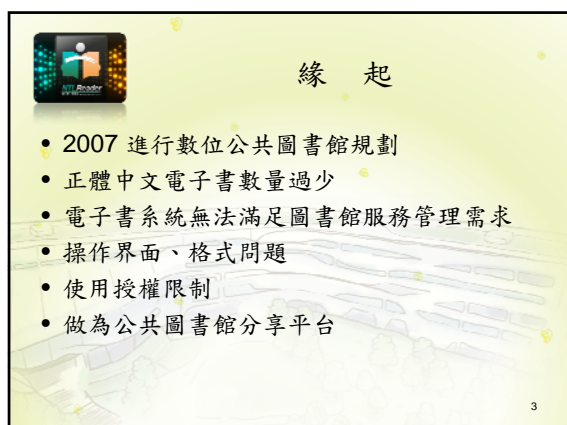 NTL Reader
緣 起
• 2007 進行數位公共圖書館規劃
• 正體中文電子書數量過少
• 電子書系統無法滿足圖書館服務管理需求
• 操作界面、格式問題
• 使用授權限制
• 做為公共圖書館分享平台
3